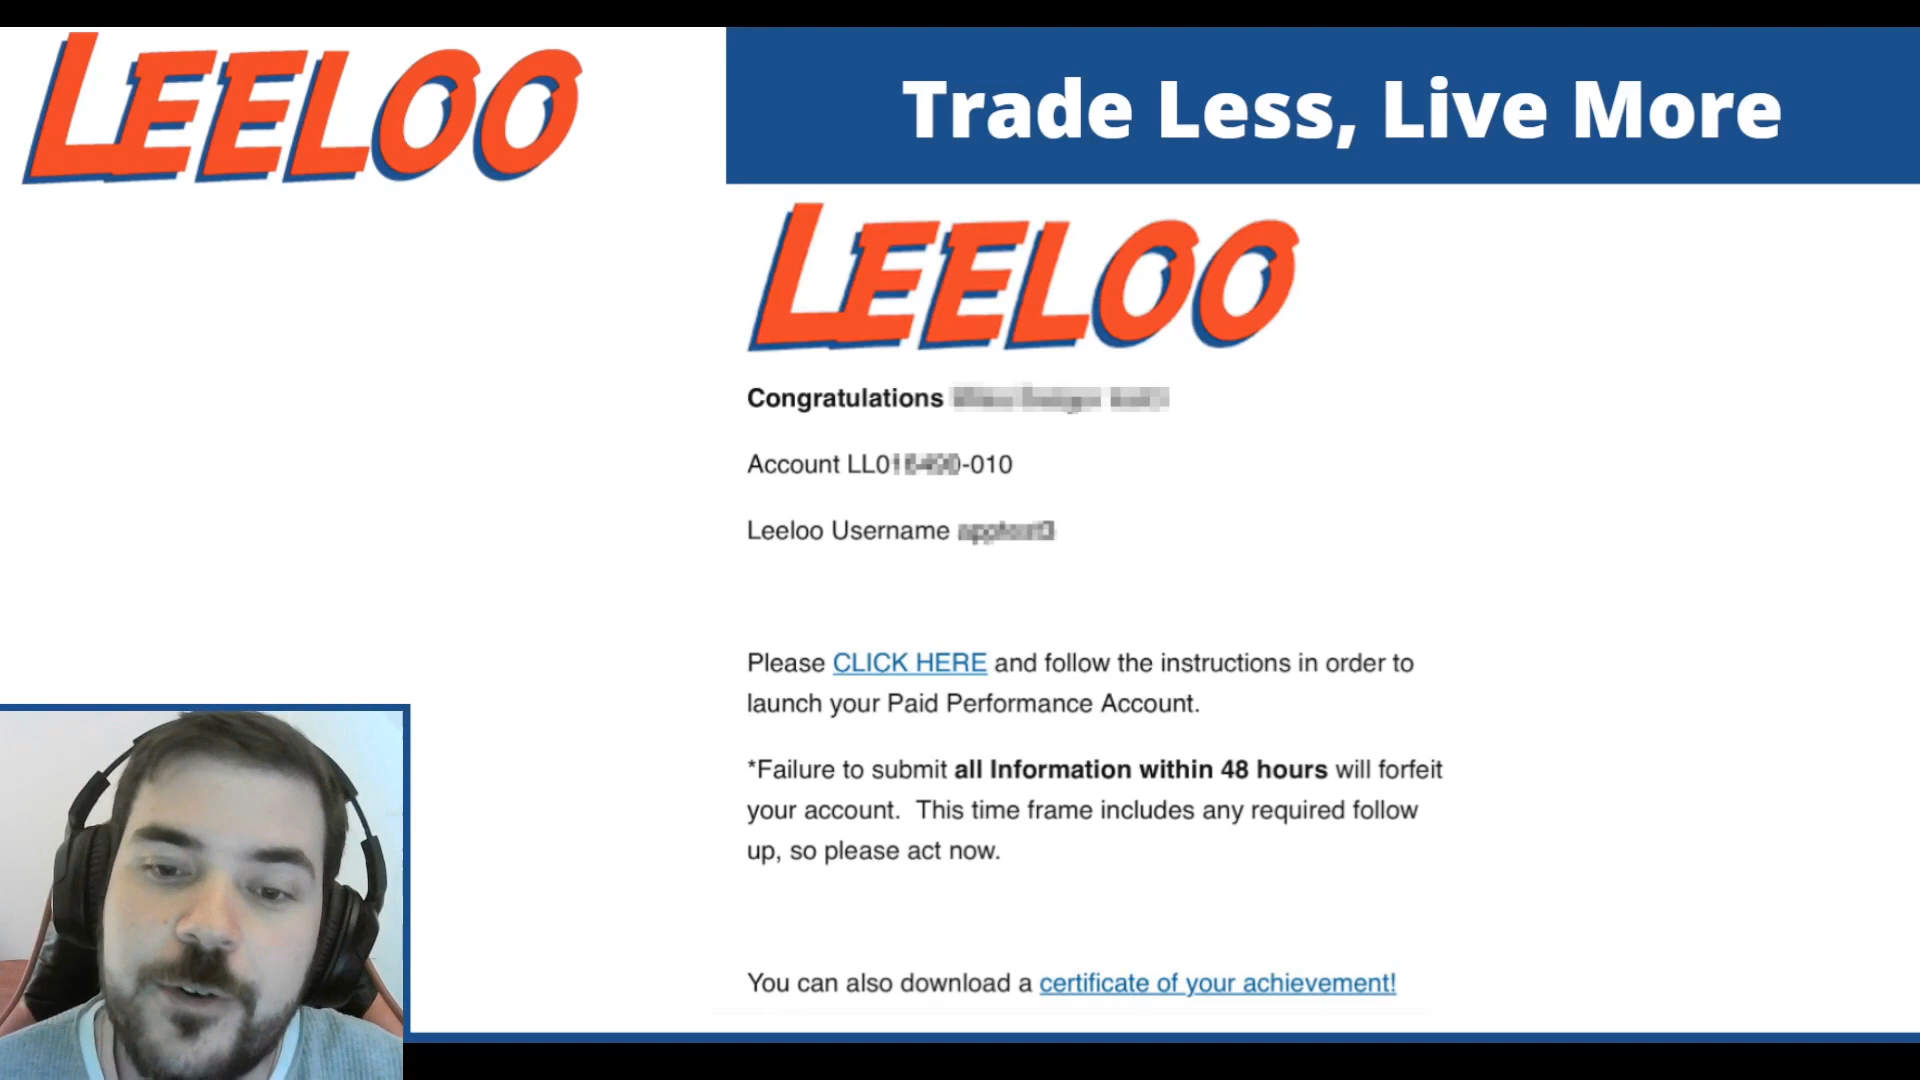 LEELOO
Trade Less, Live More
LEELOO
Congratulations
Account LL0 -010
Leeloo Username
Please CLICK HERE and follow the instructions in order to
launch your Paid Performance Account.
*Failure to submit all Information within 48 hours will forfeit
your account. This time frame includes any required follow
up, so please act now.
You can also download a certificate of your achievement!